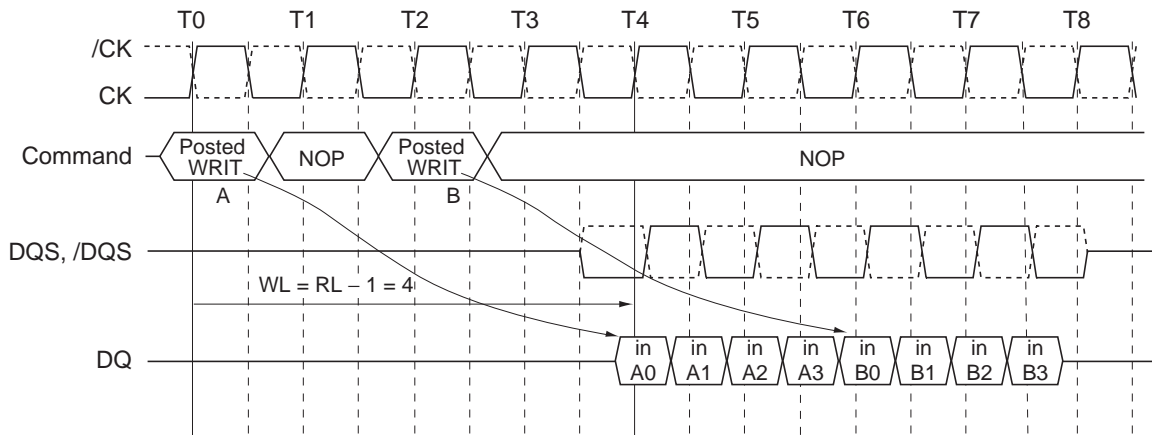 T0 T1 T2 T3 T4 T5 T6 T7 T8
/CK
CK
Command
Posted
WRIT
A
NOP
Posted
WRIT
B
NOP
DQS, /DQS
WL = RL − 1 = 4
DQ
in
A0
in
A1
in
A2
in
A3
in
B0
in
B1
in
B2
in
B3